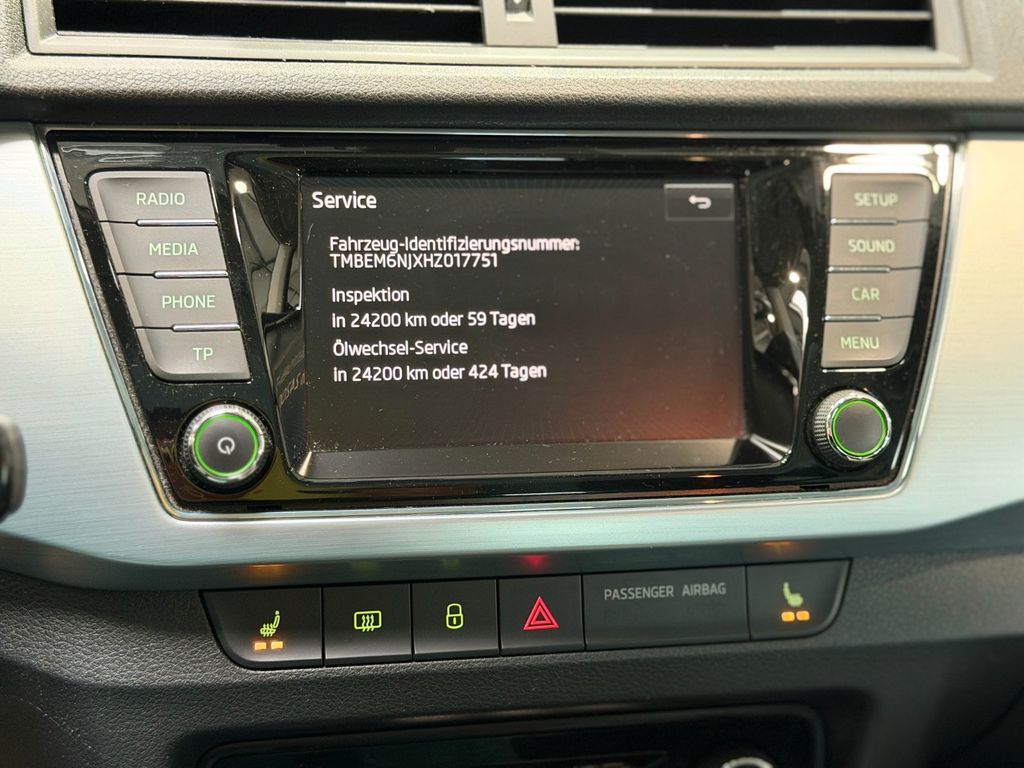 Service
RADIO
MEDIA
PHONE
TP
Fahrzeug-Identifizierungsnummer:
TMBEM6NJXHZ017751
Inspektion
in 24200 km oder 59 Tagen
Ölwechsel-Service
in 24200 km oder 424 Tagen
SETUP
SOUND
CAR
MENU
PASSENGER AIRBAG